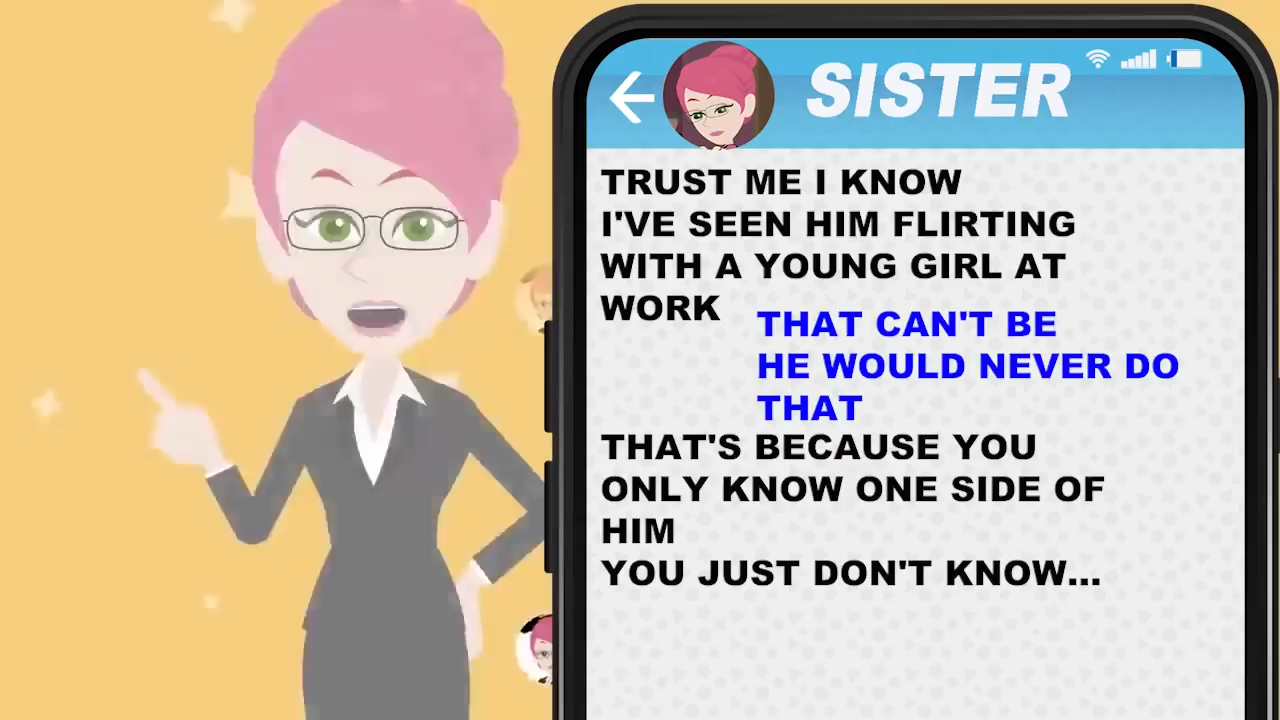 SISTER
TRUST ME I KNOW
I'VE SEEN HIM FLIRTING
WITH A YOUNG GIRL AT
WORK
THAT CAN'T BE
HE WOULD NEVER DO
THAT
THAT'S BECAUSE YOU
ONLY KNOW ONE SIDE OF
HIM
YOU JUST DON'T KNOW...